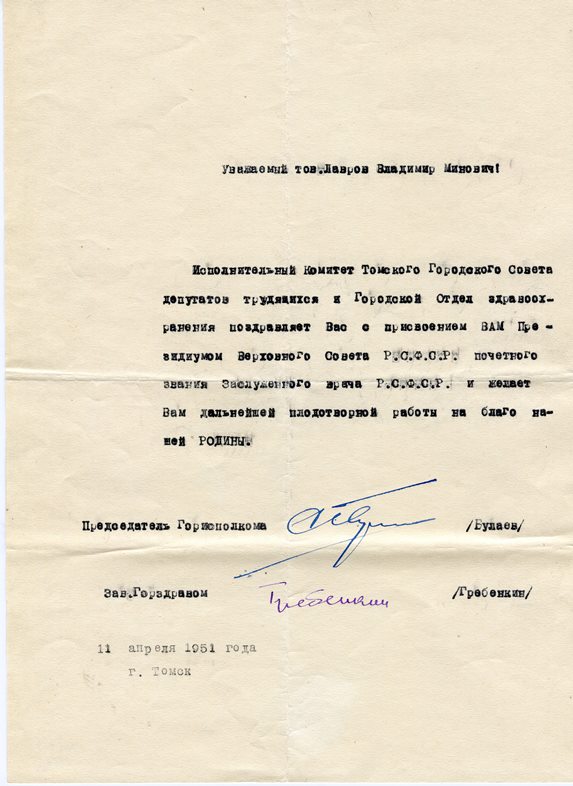 Уважаемый тов.Лавров Владимир Минович!
Исполнительный Комитет Томского Городского Совета
депутатов трудящихся и Городской Отдел здравоох-
ранения поздравляет Вас с присвоением ВАМ Пре -
зидиумом Верховного Совета Р.С.Ф.С.Р. почетного
звания Заслуженного врача Р.С.Ф.С.Р. и желает
Вам дальнейшей плодотворной работы на благо на-
шей РОДИНЫ.
Председатель Горисполкома /Булаев/
Зав.Горздравом Гребенкин /Гребенкин/
11 апреля 1951 года
г. Томск